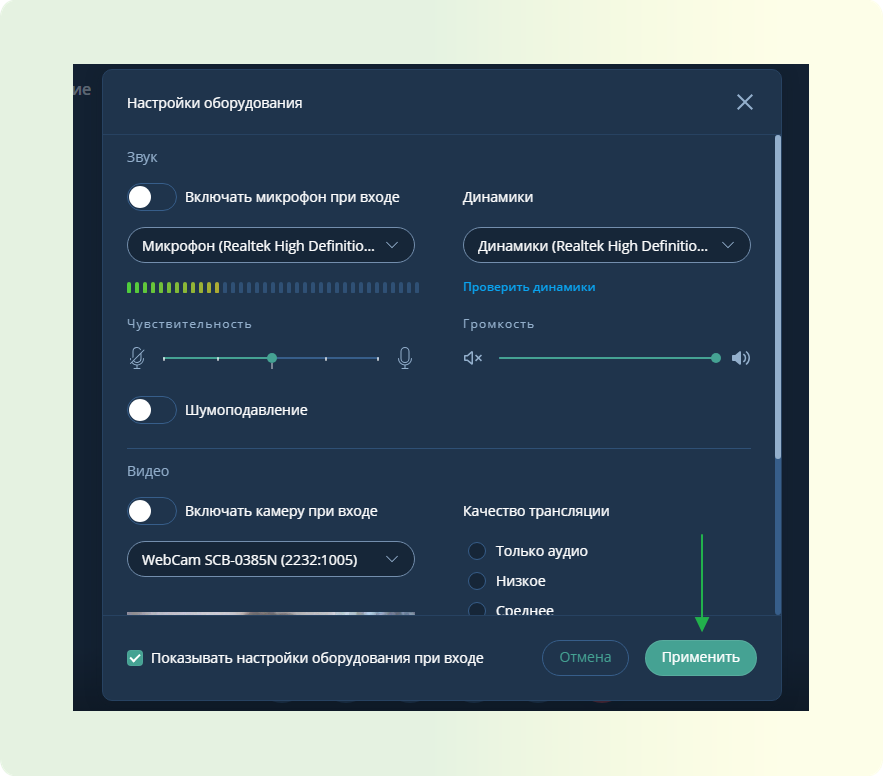 ие
Настройки оборудования
Звук
Включать микрофон при входе
Динамики
Микрофон (Realtek High Definitio...
Динамики (Realtek High Definitio...
Проверить динамики
Чувствительность
Громкость
Шумоподавление
Видео
Включать камеру при входе
Качество трансляции
WebCam SCB-0385N (2232:1005)
Только аудио
Низкое
Среднее
Показывать настройки оборудования при входе
Отмена
Применить